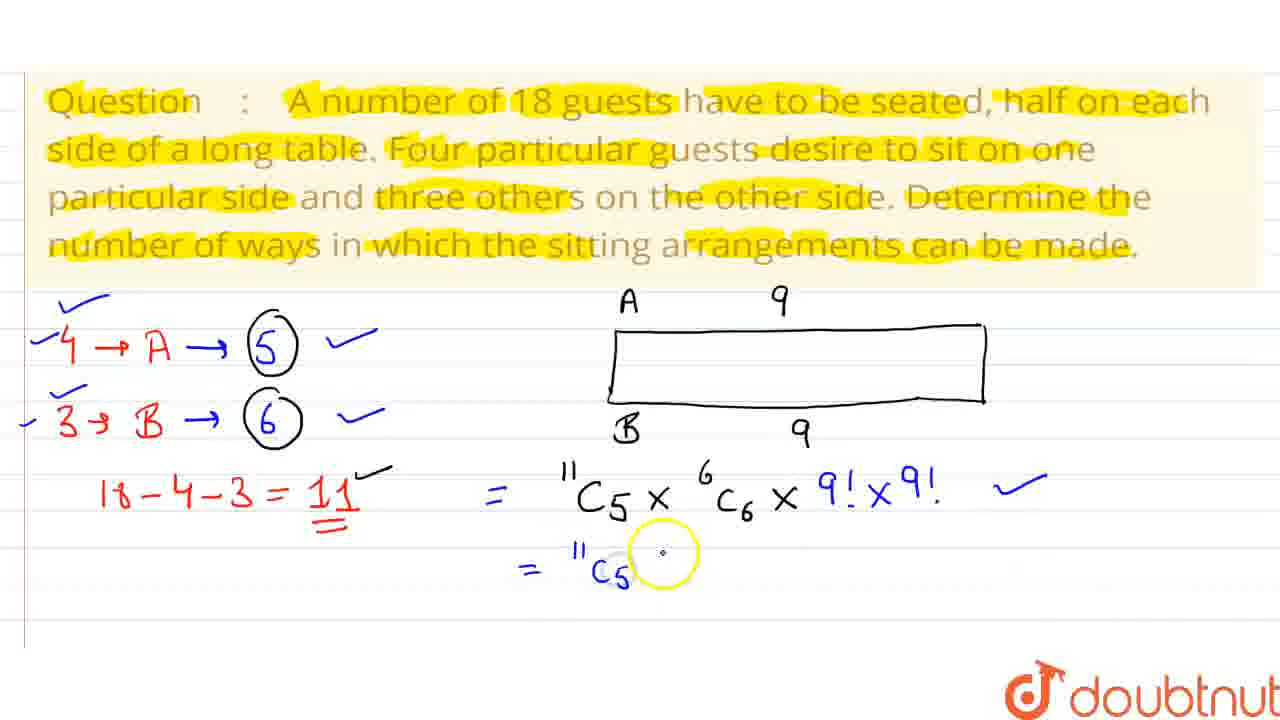 Question : A number of 18 guests have to be seated, half on each
side of a long table. Four particular guests desire to sit on one
particular side and three others on the other side. Determine the
number of ways in which the sitting arrangements can be made.
A 9
4 → A → 5
3 → B → 6
B 9
18 - 4 - 3 = 11
= ¹¹C₅ × ⁶C₆ × 9! × 9!
= ¹¹C₅
doubtnut